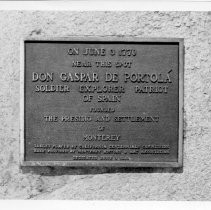 ON JUNE 3 1770
NEAR THIS SPOT
DON GASPAR DE PORTOLÁ
SOLDIER EXPLORER PATRIOT
OF SPAIN
FOUNDED
THE PRESIDIO AND SETTLEMENT
OF
MONTEREY